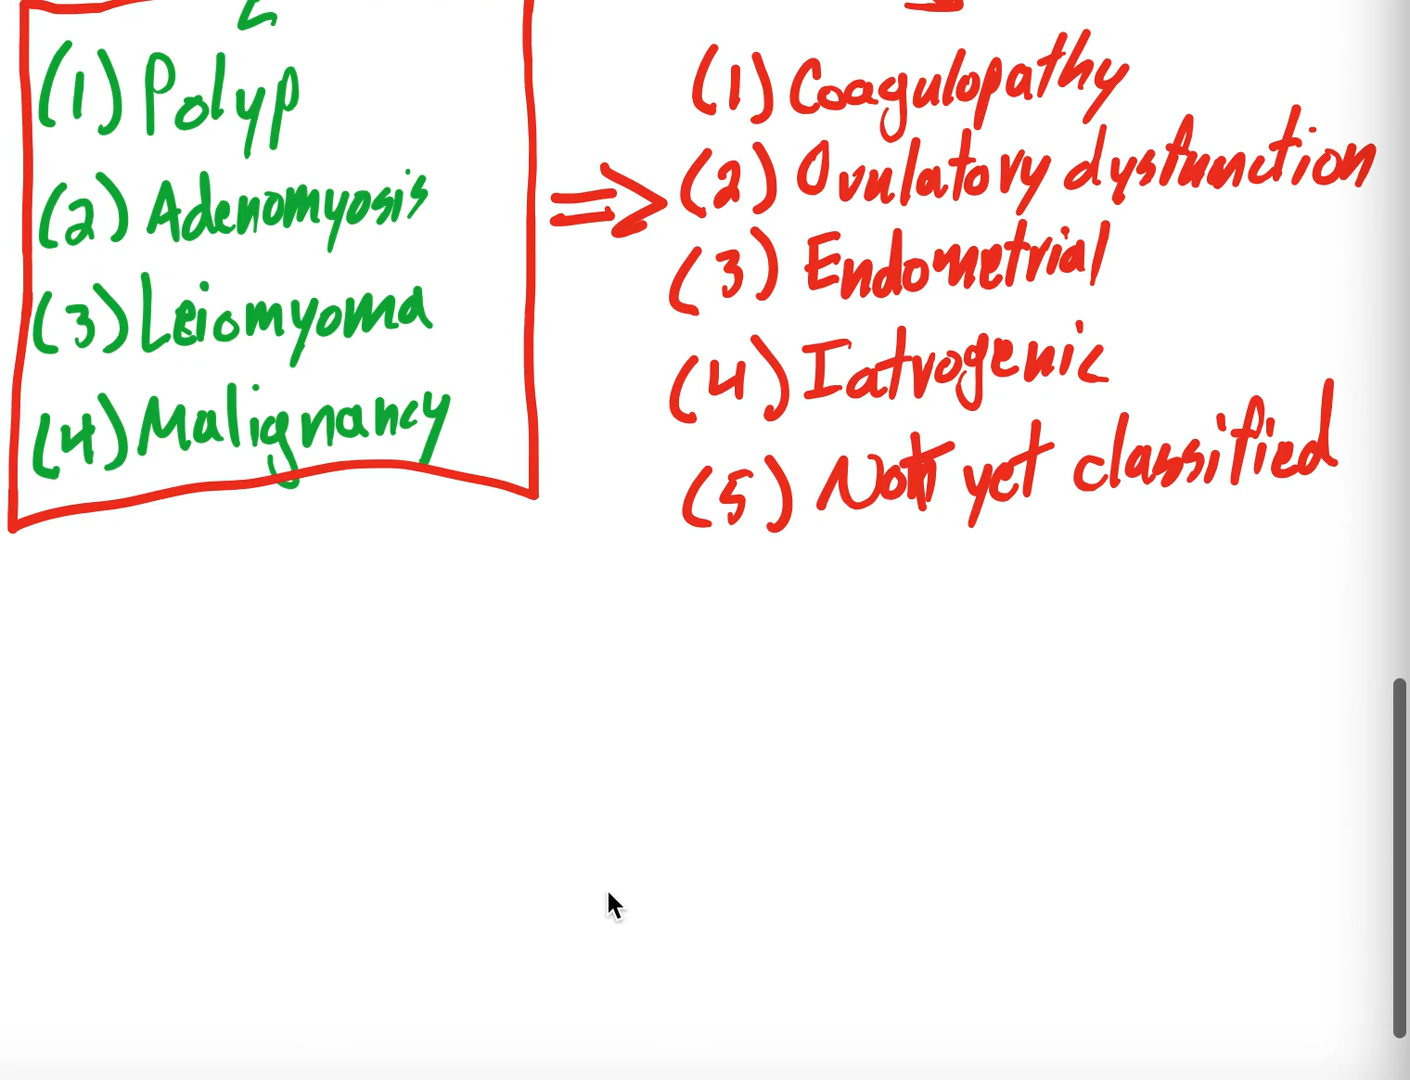 (1) Polyp
(2) Adenomyosis
(3) Leiomyoma
(4) Malignancy
=> 
(1) Coagulopathy
(2) Ovulatory dysfunction
(3) Endometrial
(4) Iatrogenic
(5) Not yet classified